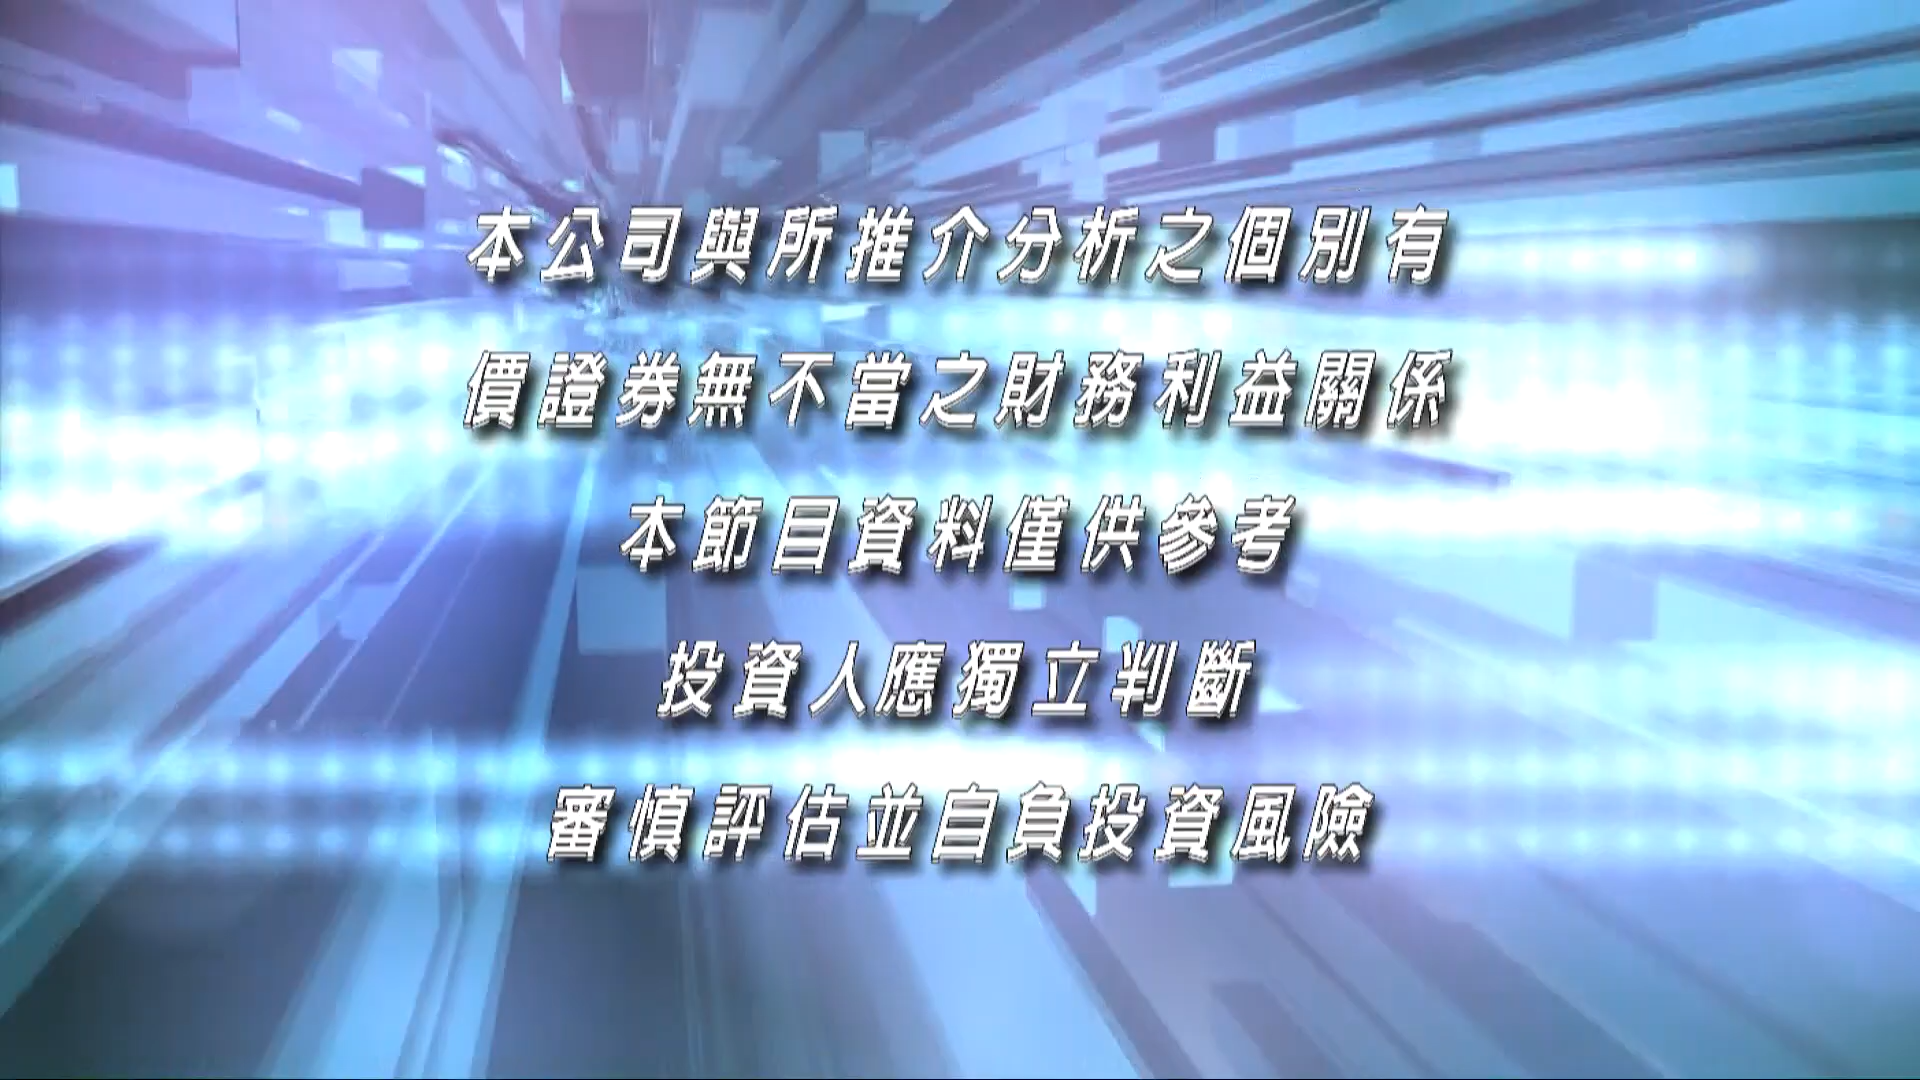 本公司與所推介分析之個別有
價證券無不當之財務利益關係
本節目資料僅供參考
投資人應獨立判斷
審慎評估並自負投資風險